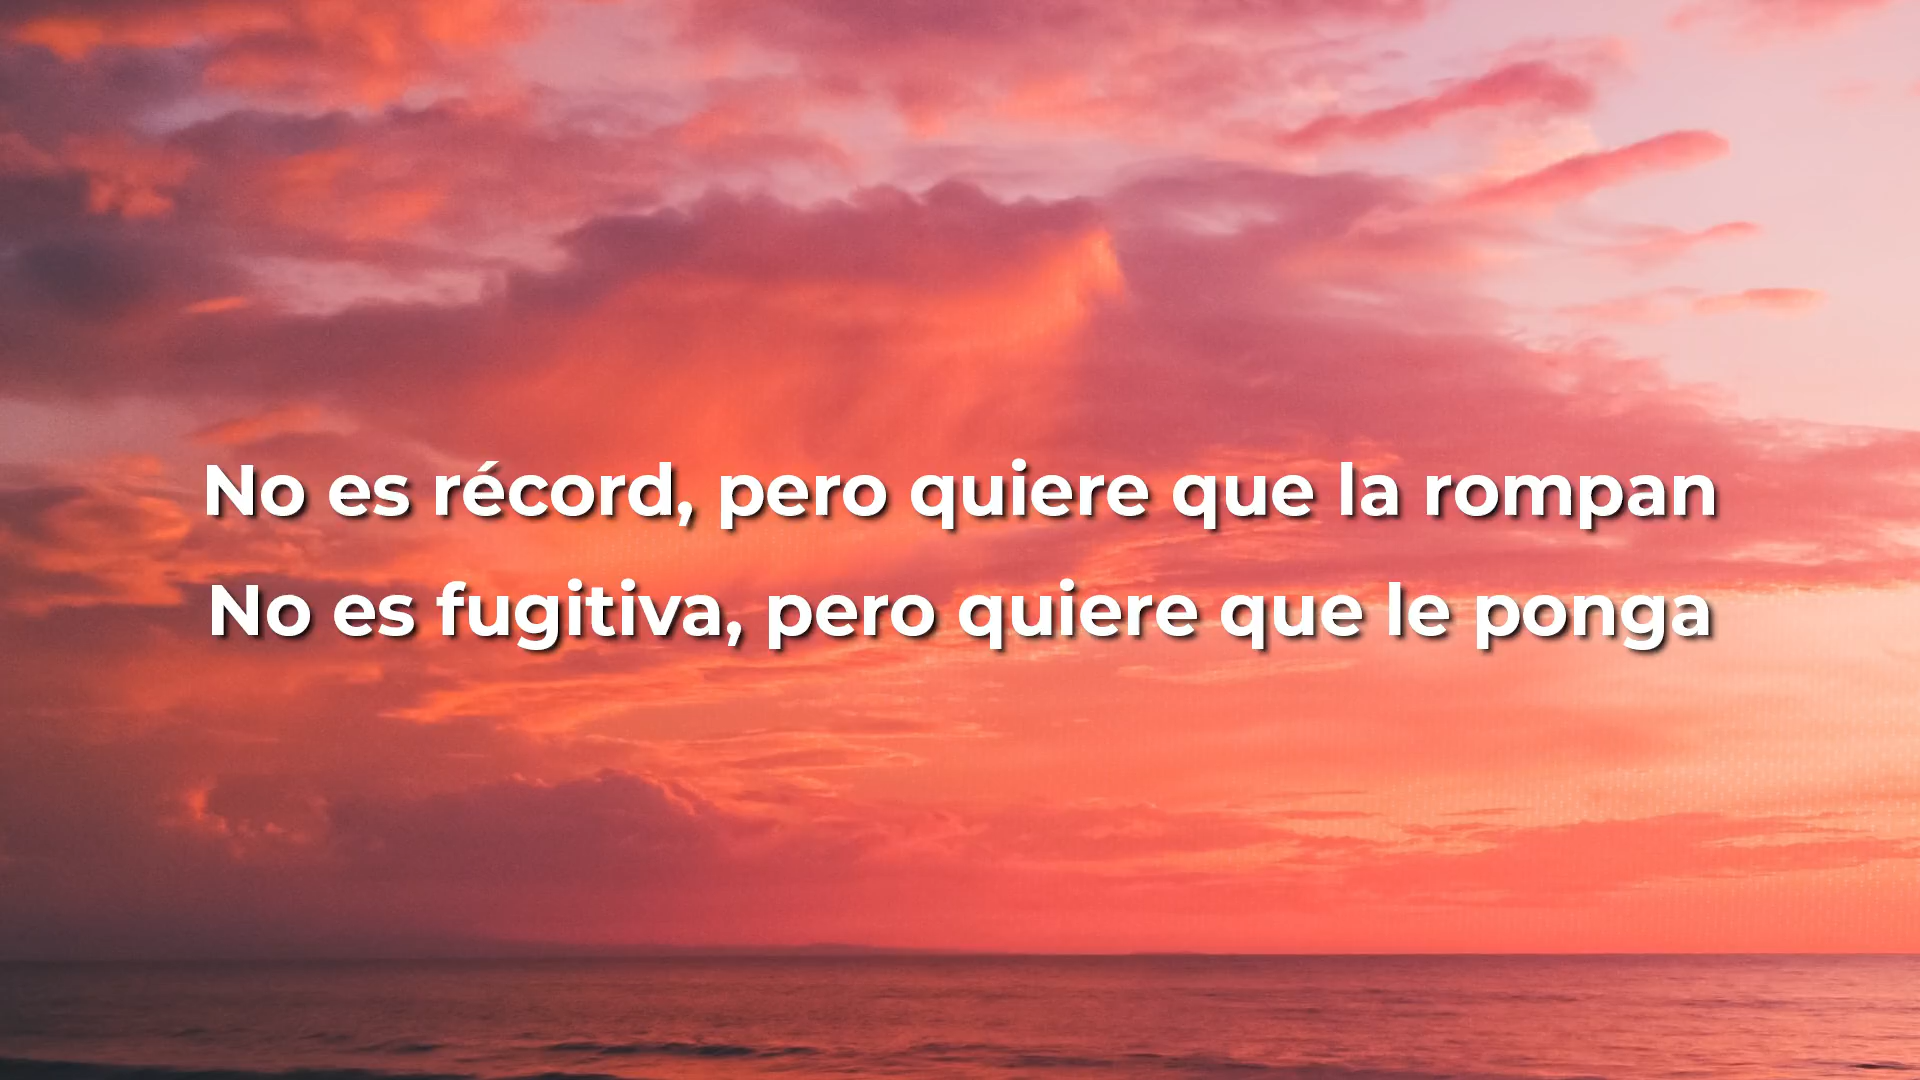 No es récord, pero quiere que la rompan
No es fugitiva, pero quiere que le ponga